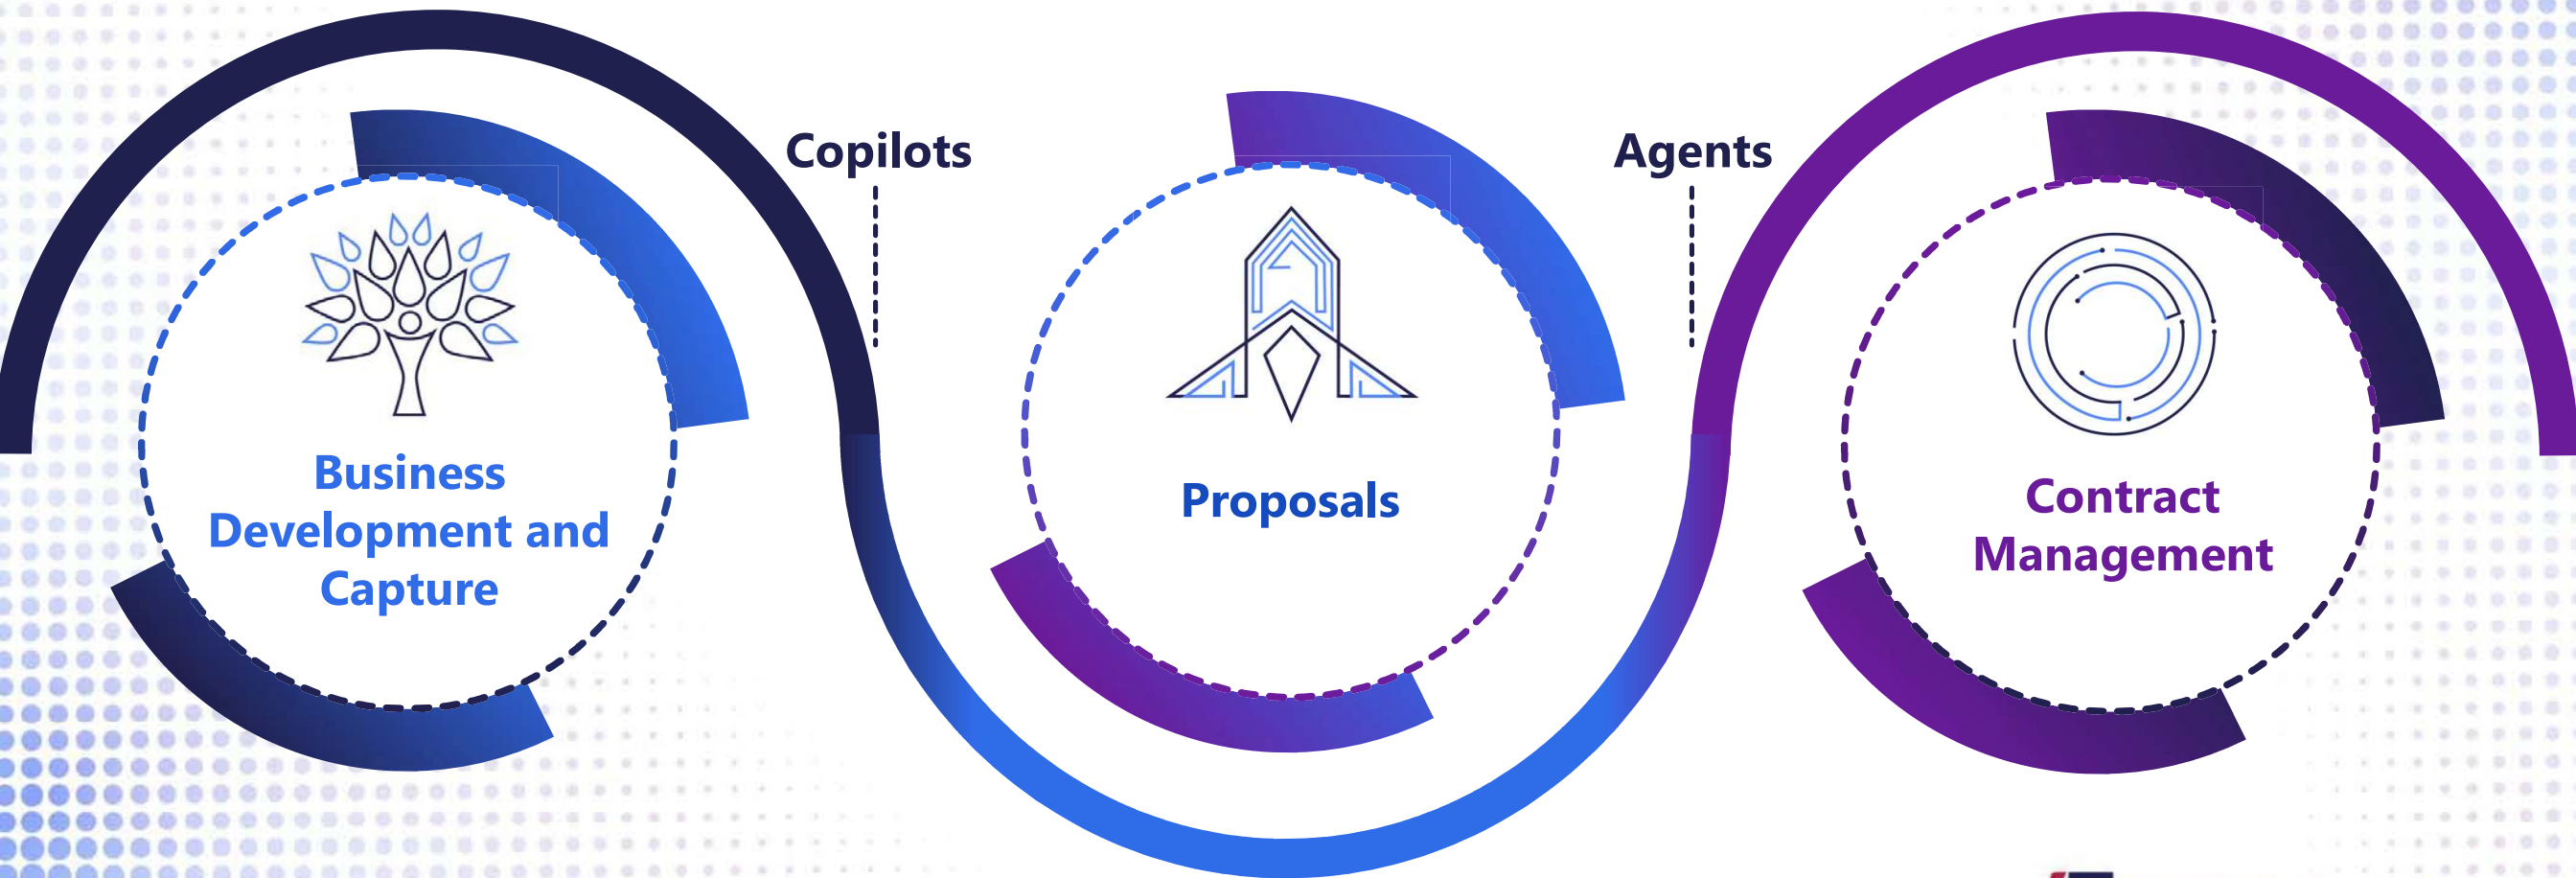 Copilots
Agents
Business
Development and
Capture
Proposals
Contract
Management